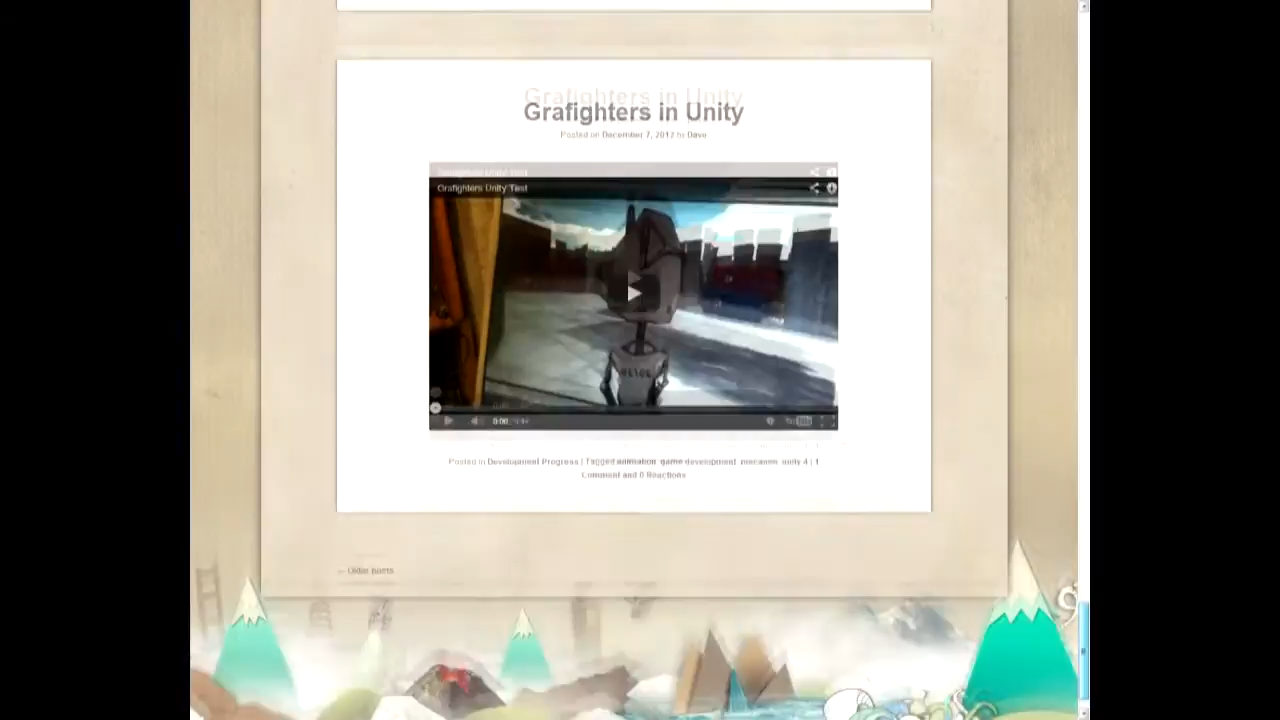 Grafighters in Unity
Posted on December 7, 2012 by Dave
Grafighters Unity Test
0:00
Posted in Development Progress | Tagged animation, game development, mecanim, unity 4 | 1
Comment and 0 Reactions
← Older posts